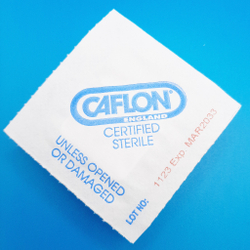 CAFLON®
ENGLAND
CERTIFIED
STERILE
UNLESS OPENED
OR DAMAGED
LOT NO:
1123 Exp MAR2033